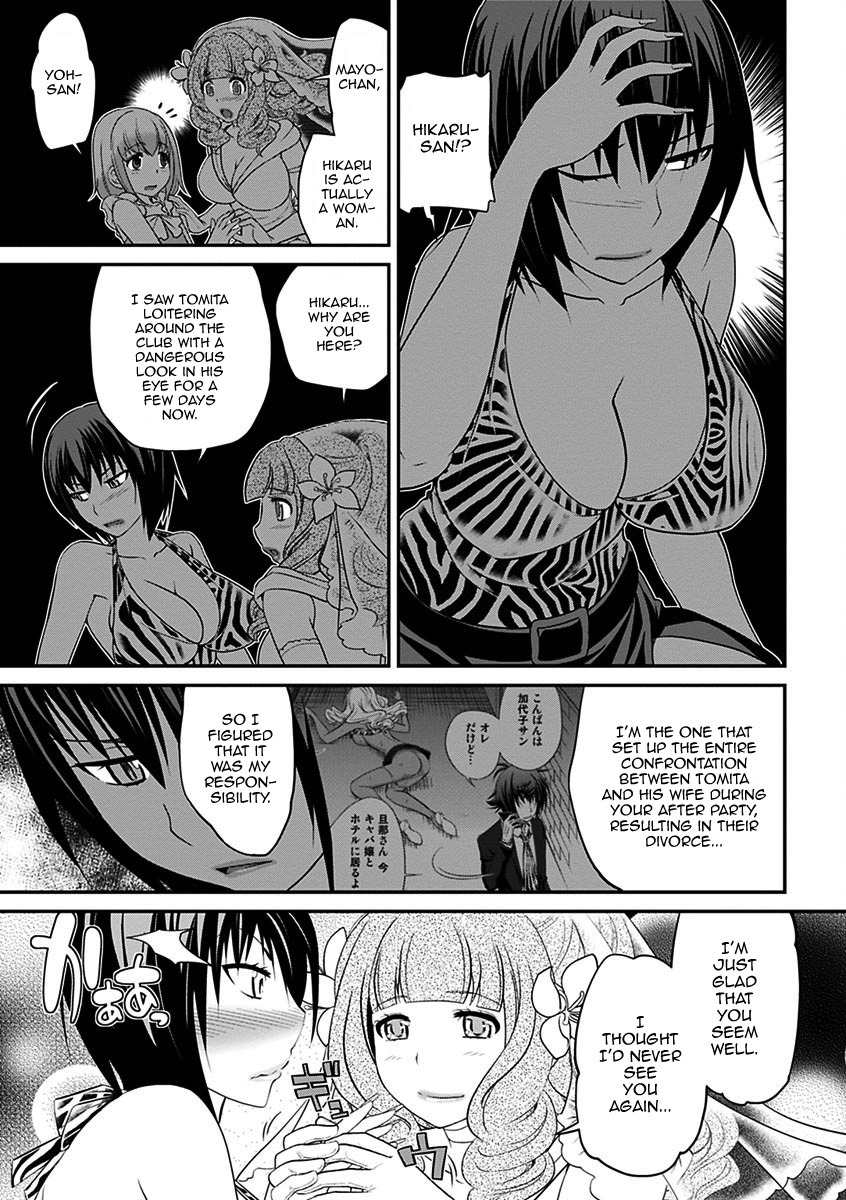 HIKARU-
SAN!?
MAYO-
CHAN,
HIKARU
IS AC-
TUALLY
A WOM-
AN.
YOH-
SAN!
HIKARU...
WHY ARE
YOU
HERE?
I SAW TOMITA
LOITERING
AROUND THE
CLUB WITH A
DANGEROUS
LOOK IN HIS
EYE FOR A
FEW DAYS
NOW.
I'M THE ONE THAT
SET UP THE ENTIRE
CONFRONTATION
BETWEEN TOMITA
AND HIS WIFE DURING
YOUR AFTER PARTY,
RESULTING IN THEIR
DIVORCE...
こんばんは
加代子サン
オレ
だけど…
旦那さん 今
キャバ嬢と
ホテルに居るよ
SO I
FIGURED
THAT IT
WAS MY
RESPON-
SIBILITY.
I'M
JUST
GLAD
THAT
YOU
SEEM
WELL.
I
THOUGHT
I'D NEVER
SEE
YOU
AGAIN...
ギュウ
かぁあっ